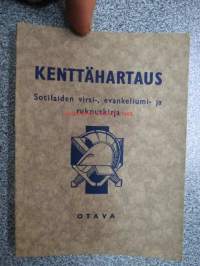 KENTTÄHARTAUS
Sotilaiden virsi-, evankeliumi- ja
rukouskirja
OTAVA